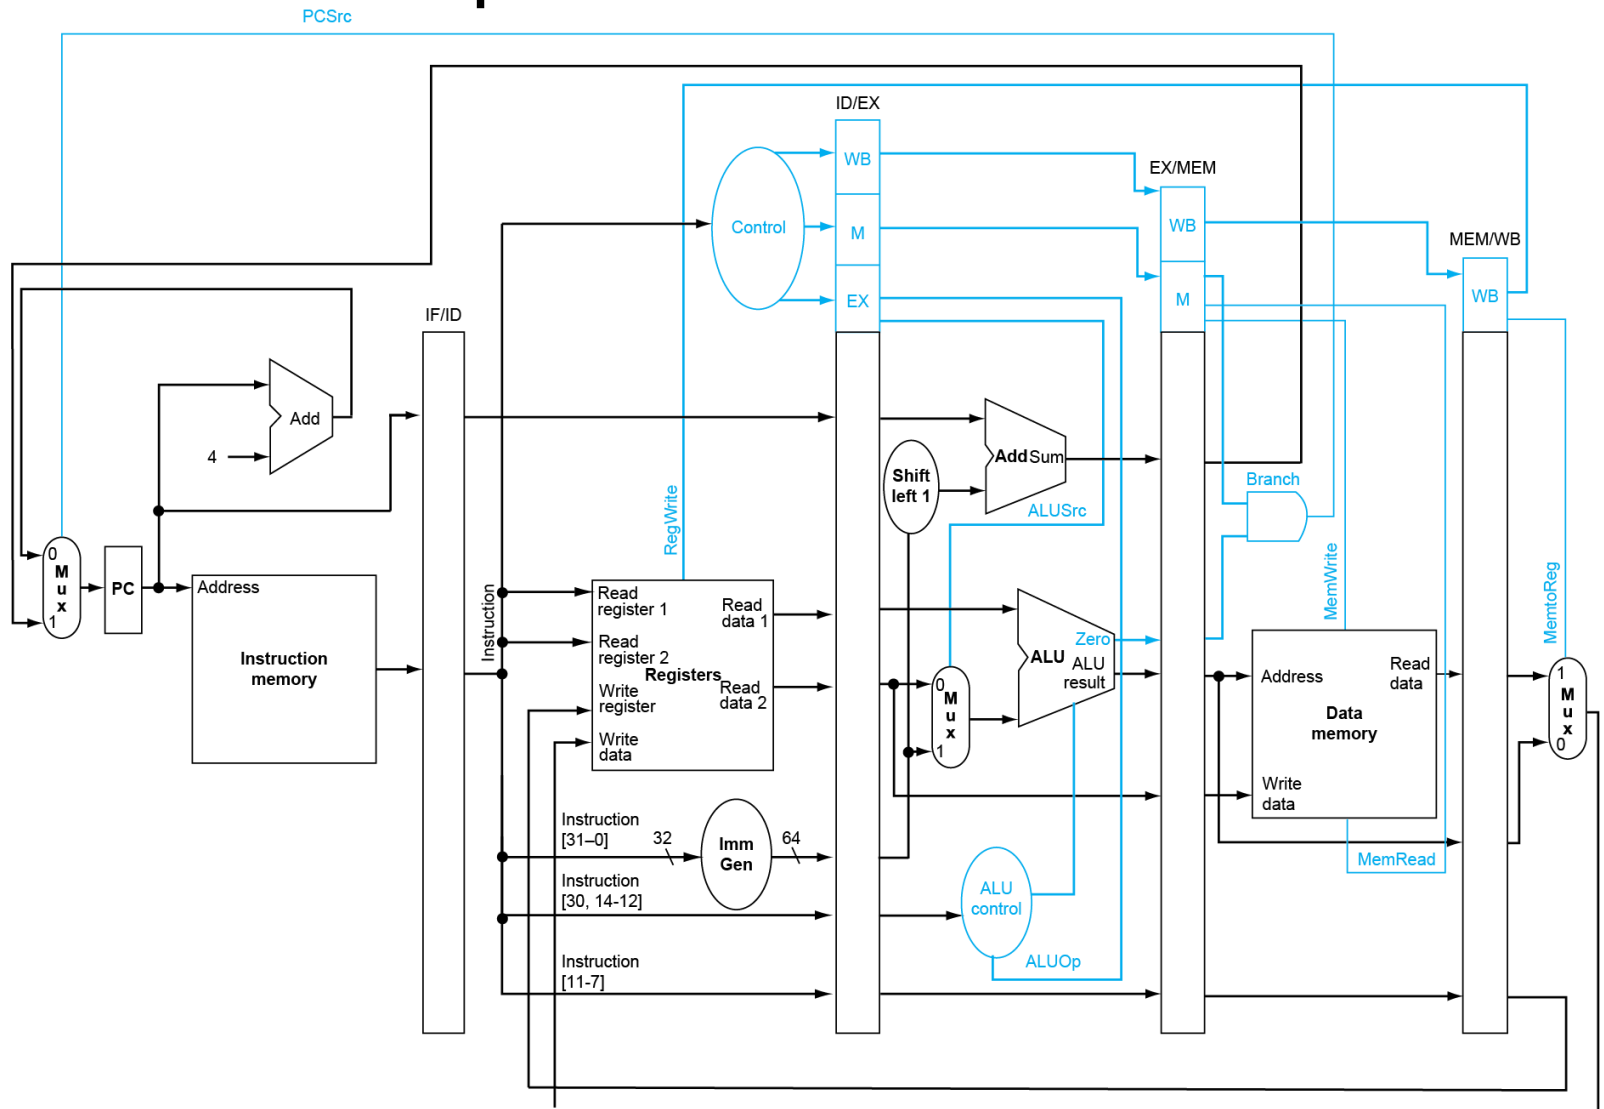 PCSrc
ID/EX
WB
EX/MEM
Control
M
WB
MEM/WB
EX
M
WB
IF/ID
Add
4
Shift
left 1
Add Sum
Branch
ALUSrc
RegWrite
MemWrite
MemtoReg
0
M
u
x
1
PC
Address
Instruction
memory
Instruction
Read
register 1
Read
data 1
Read
register 2
Registers
Write
register
Read
data 2
Write
data
Zero
ALU
ALU
result
0
M
u
x
1
Address
Read
data
Data
memory
Write
data
1
M
u
x
0
MemRead
Instruction
[31–0]
32
Imm
Gen
64
Instruction
[30, 14-12]
ALU
control
ALUOp
Instruction
[11-7]